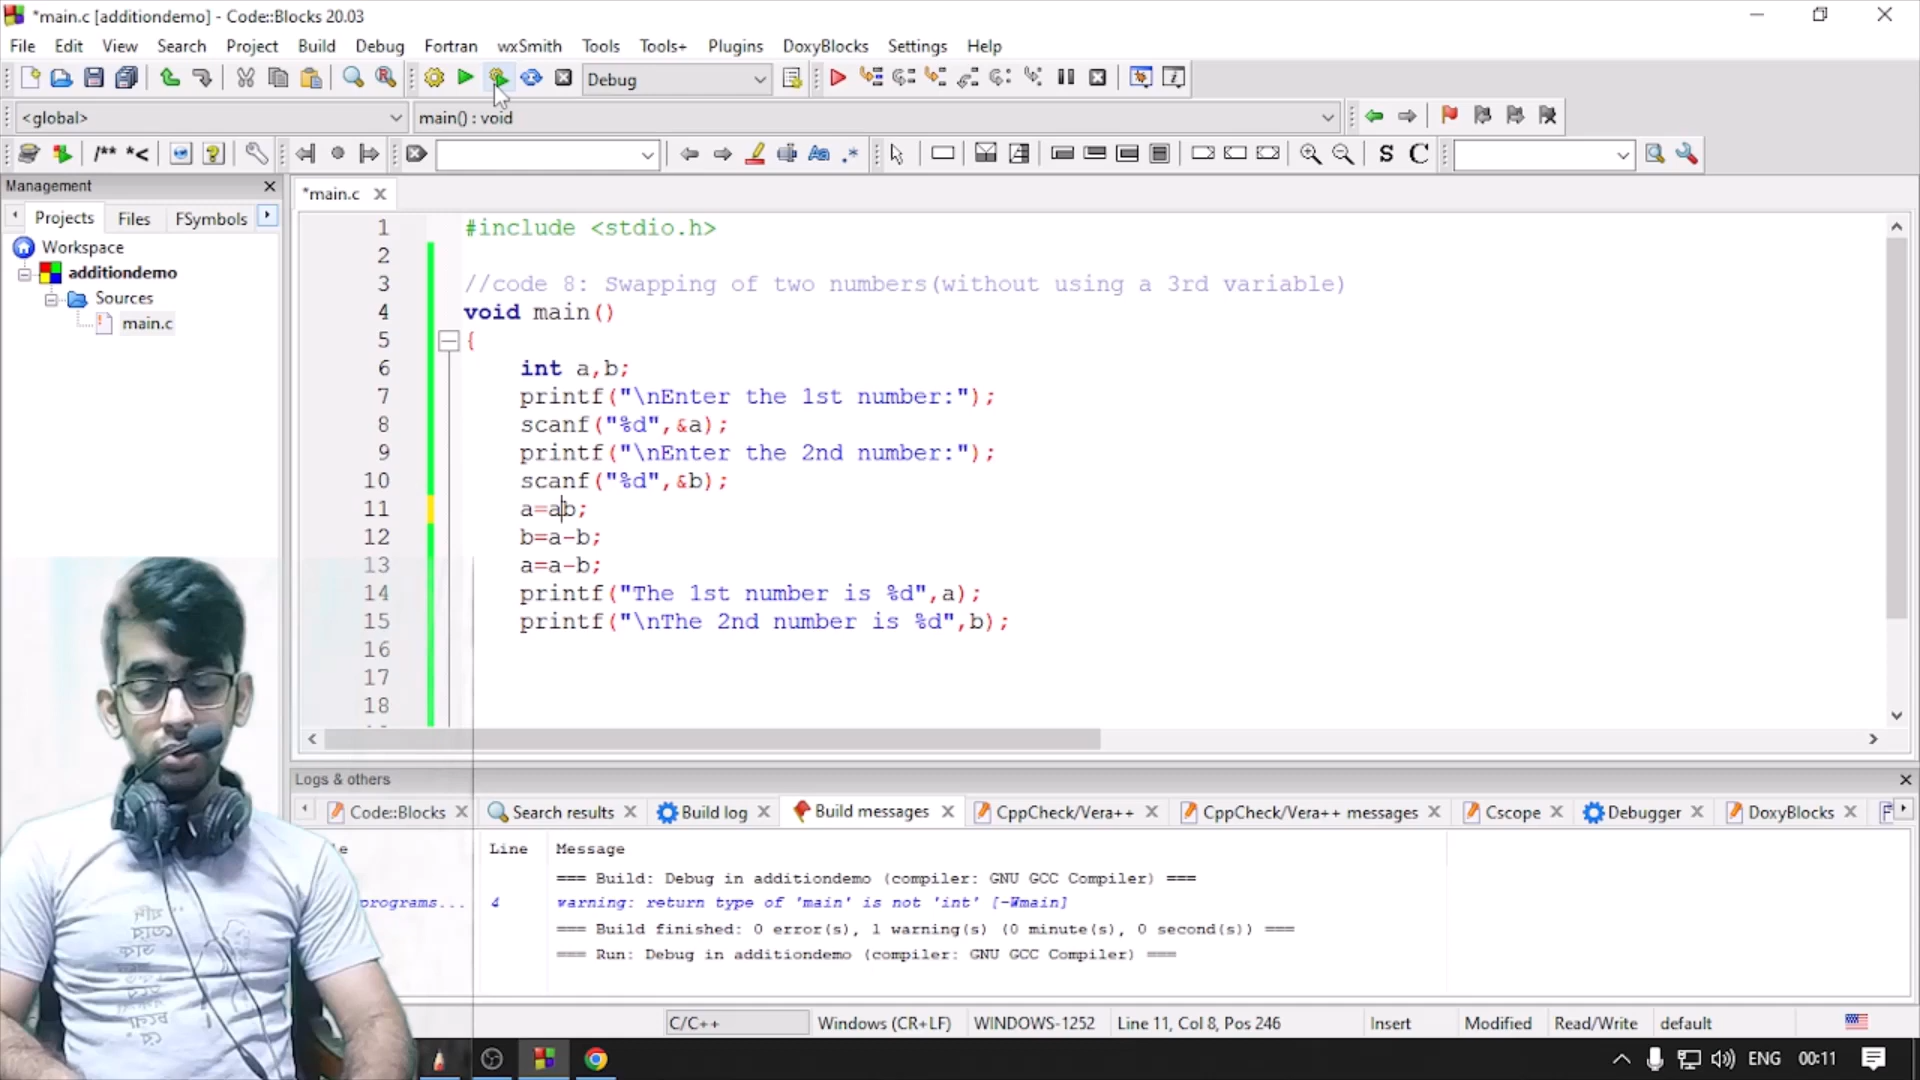 *main.c [additiondemo] - Code::Blocks 20.03
File Edit View Search Project Build Debug Fortran wxSmith Tools Tools+ Plugins DoxyBlocks Settings Help
Debug
<global> main() : void
/** *< Aa .* S C
Management
Projects Files FSymbols
Workspace
additiondemo
Sources
main.c
*main.c
1 #include <stdio.h>
2
3 //code 8: Swapping of two numbers(without using a 3rd variable)
4 void main()
5 {
6 int a,b;
7 printf("\nEnter the 1st number:");
8 scanf("%d",&a);
9 printf("\nEnter the 2nd number:");
10 scanf("%d",&b);
11 a=ab;
12 b=a-b;
13 a=a-b;
14 printf("The 1st number is %d",a);
15 printf("\nThe 2nd number is %d",b);
16
17
18
Logs & others
Code::Blocks Search results Build log Build messages CppCheck/Vera++ CppCheck/Vera++ messages Cscope Debugger DoxyBlocks
Line Message
=== Build: Debug in additiondemo (compiler: GNU GCC Compiler) ===
programs... 4 warning: return type of 'main' is not 'int' [-Wmain]
=== Build finished: 0 error(s), 1 warning(s) (0 minute(s), 0 second(s)) ===
=== Run: Debug in additiondemo (compiler: GNU GCC Compiler) ===
C/C++ Windows (CR+LF) WINDOWS-1252 Line 11, Col 8, Pos 246 Insert Modified Read/Write default
ENG 00:11